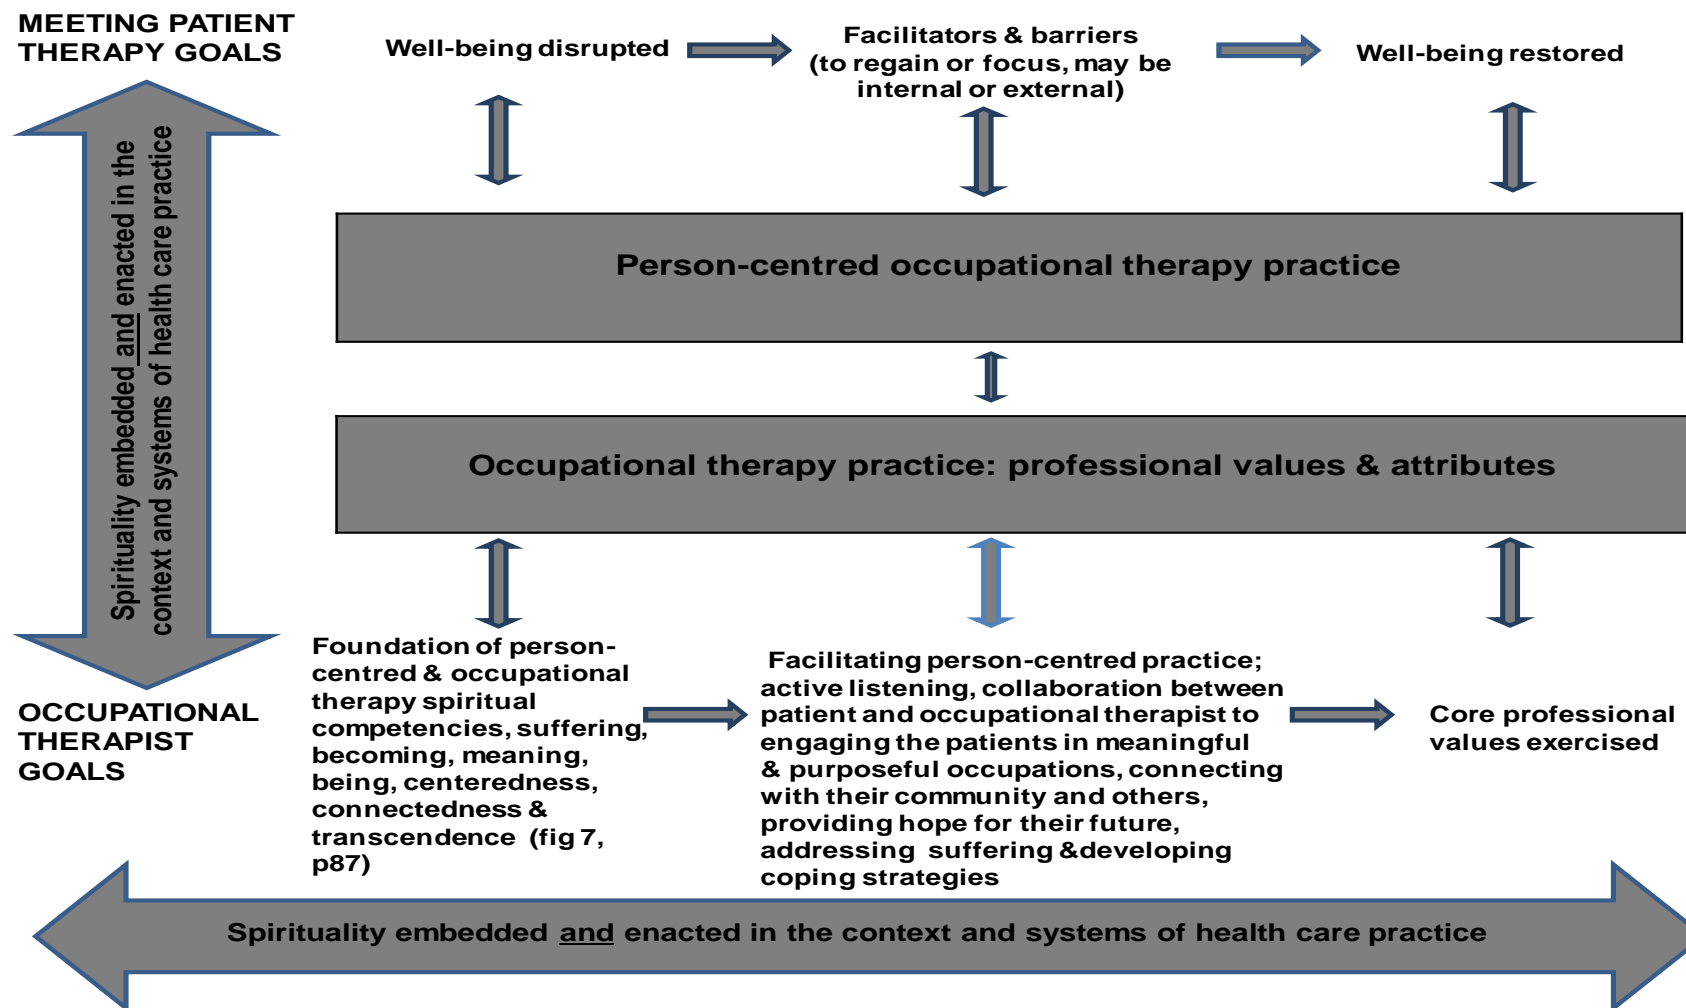 MEETING PATIENT
THERAPY GOALS
Well-being disrupted
Facilitators & barriers
(to regain or focus, may be
internal or external)
Well-being restored
Spirituality embedded and enacted in the
context and systems of health care practice
Person-centred occupational therapy practice
Occupational therapy practice: professional values & attributes
OCCUPATIONAL
THERAPIST
GOALS
Foundation of person-
centred & occupational
therapy spiritual
competencies, suffering,
becoming, meaning,
being, centeredness,
connectedness &
transcendence (fig 7,
p87)
Facilitating person-centred practice;
active listening, collaboration between
patient and occupational therapist to
engaging the patients in meaningful
& purposeful occupations, connecting
with their community and others,
providing hope for their future,
addressing suffering &developing
coping strategies
Core professional
values exercised
Spirituality embedded and enacted in the context and systems of health care practice